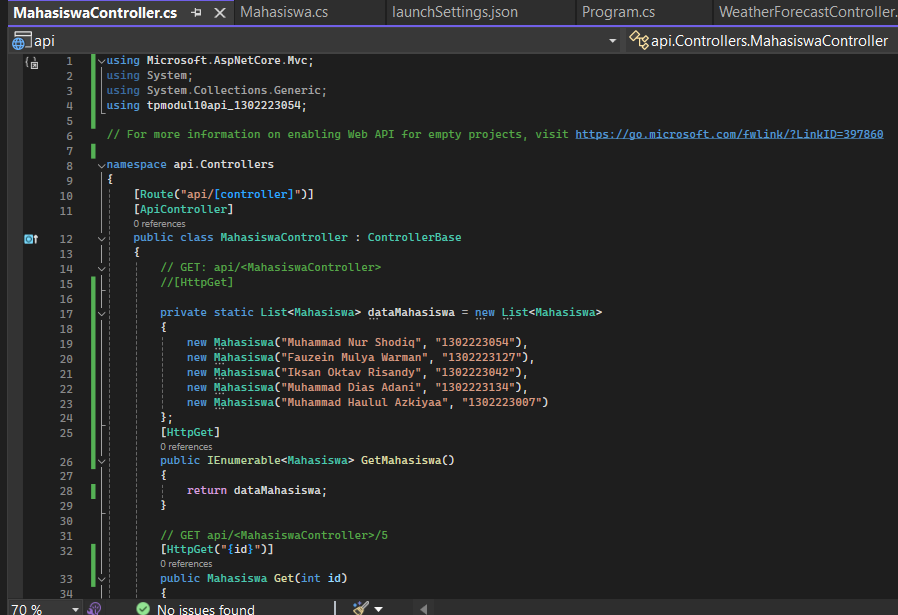 MahasiswaController.cs
Mahasiswa.cs
launchSettings.json
Program.cs
WeatherForecastController.
api
api.Controllers.MahasiswaController
1 using Microsoft.AspNetCore.Mvc;
2 using System;
3 using System.Collections.Generic;
4 using tpmodul10api_1302223054;
5
6 // For more information on enabling Web API for empty projects, visit https://go.microsoft.com/fwlink/?LinkID=397860
7
8 namespace api.Controllers
9 {
10 [Route("api/[controller]")]
11 [ApiController]
0 references
12 public class MahasiswaController : ControllerBase
13 {
14 // GET: api/<MahasiswaController>
15 //[HttpGet]
16
17 private static List<Mahasiswa> dataMahasiswa = new List<Mahasiswa>
18 {
19 new Mahasiswa("Muhammad Nur Shodiq", "1302223054"),
20 new Mahasiswa("Fauzein Mulya Warman", "1302223127"),
21 new Mahasiswa("Iksan Oktav Risandy", "1302223042"),
22 new Mahasiswa("Muhammad Dias Adani", "1302223134"),
23 new Mahasiswa("Muhammad Haulul Azkiyaa", "1302223007")
24 };
25 [HttpGet]
0 references
26 public IEnumerable<Mahasiswa> GetMahasiswa()
27 {
28 return dataMahasiswa;
29 }
30
31 // GET api/<MahasiswaController>/5
32 [HttpGet("{id}")]
0 references
33 public Mahasiswa Get(int id)
34 {
70 %
No issues found